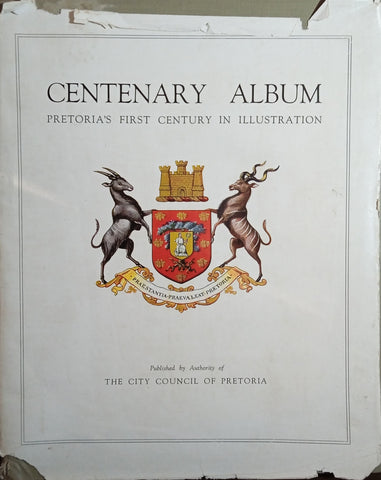 CENTENARY ALBUM
PRETORIA'S FIRST CENTURY IN ILLUSTRATION
PRAESTANTIA·PRAEVALEAT·PRETORIA
Published by Authority of
THE CITY COUNCIL OF PRETORIA